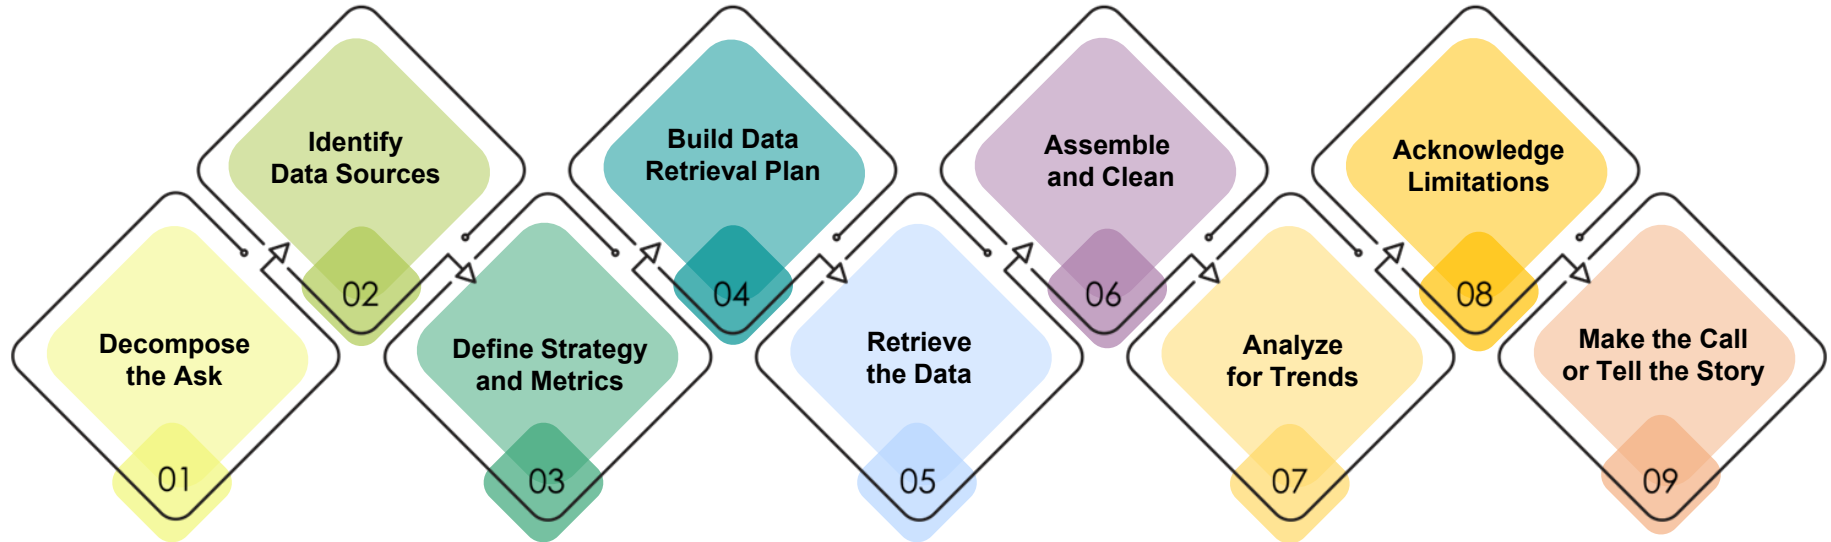 Decompose
the Ask
01
Identify
Data Sources
02
Define Strategy
and Metrics
03
Build Data
Retrieval Plan
04
Retrieve
the Data
05
Assemble
and Clean
06
Analyze
for Trends
07
Acknowledge
Limitations
08
Make the Call
or Tell the Story
09